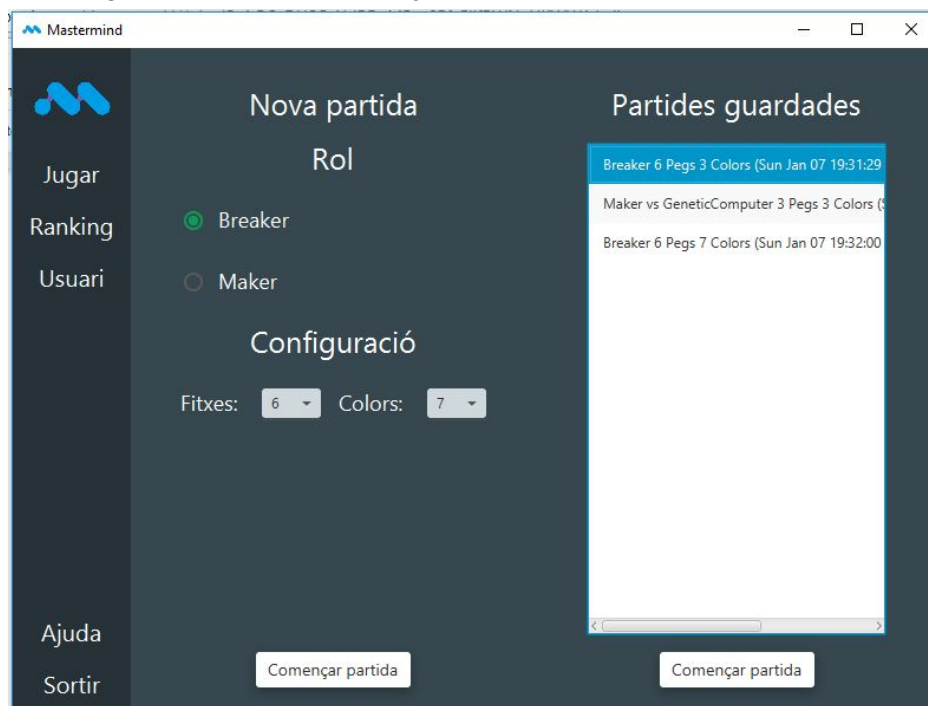 Mastermind
Jugar
Ranking
Usuari
Ajuda
Sortir
Nova partida
Rol
Breaker
Maker
Configuració
Fitxes: 6 Colors: 7
Començar partida
Partides guardades
Breaker 6 Pegs 3 Colors (Sun Jan 07 19:31:29
Maker vs GeneticComputer 3 Pegs 3 Colors (
Breaker 6 Pegs 7 Colors (Sun Jan 07 19:32:00
Començar partida